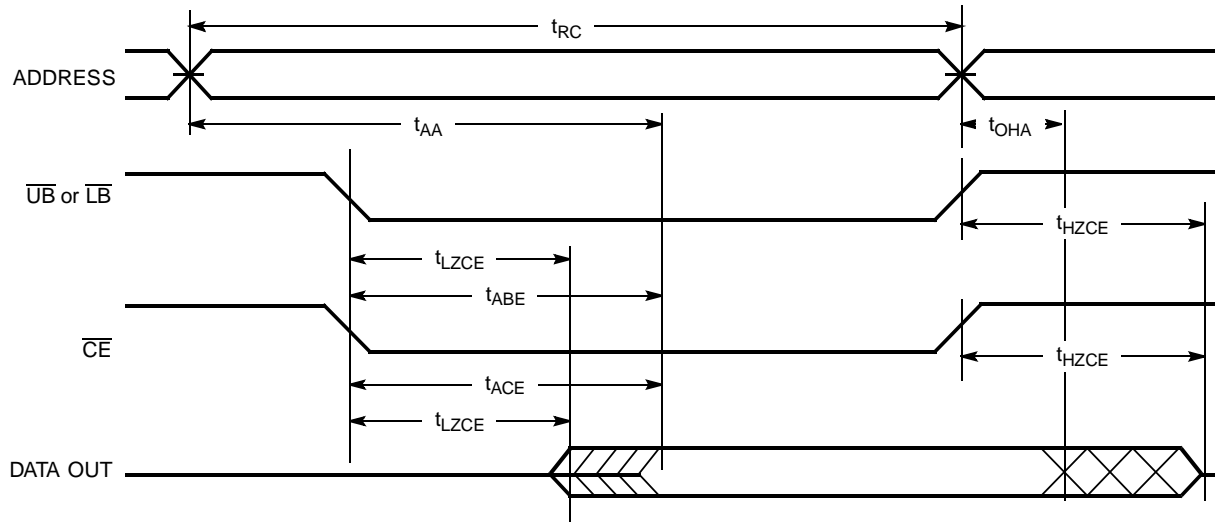 tRC
ADDRESS
tAA
tOHA
UB or LB
tHZCE
tLZCE
tABE
CE
tHZCE
tACE
tLZCE
DATA OUT